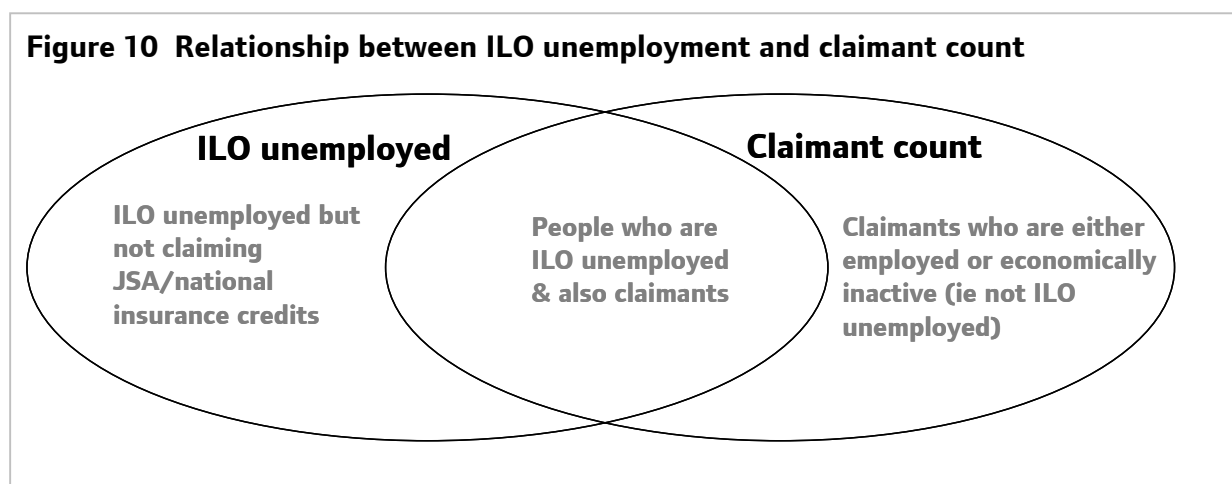 Figure 10 Relationship between ILO unemployment and claimant count
ILO unemployed
Claimant count
ILO unemployed but
not claiming
JSA/national
insurance credits
People who are
ILO unemployed
& also claimants
Claimants who are either
employed or economically
inactive (ie not ILO
unemployed)